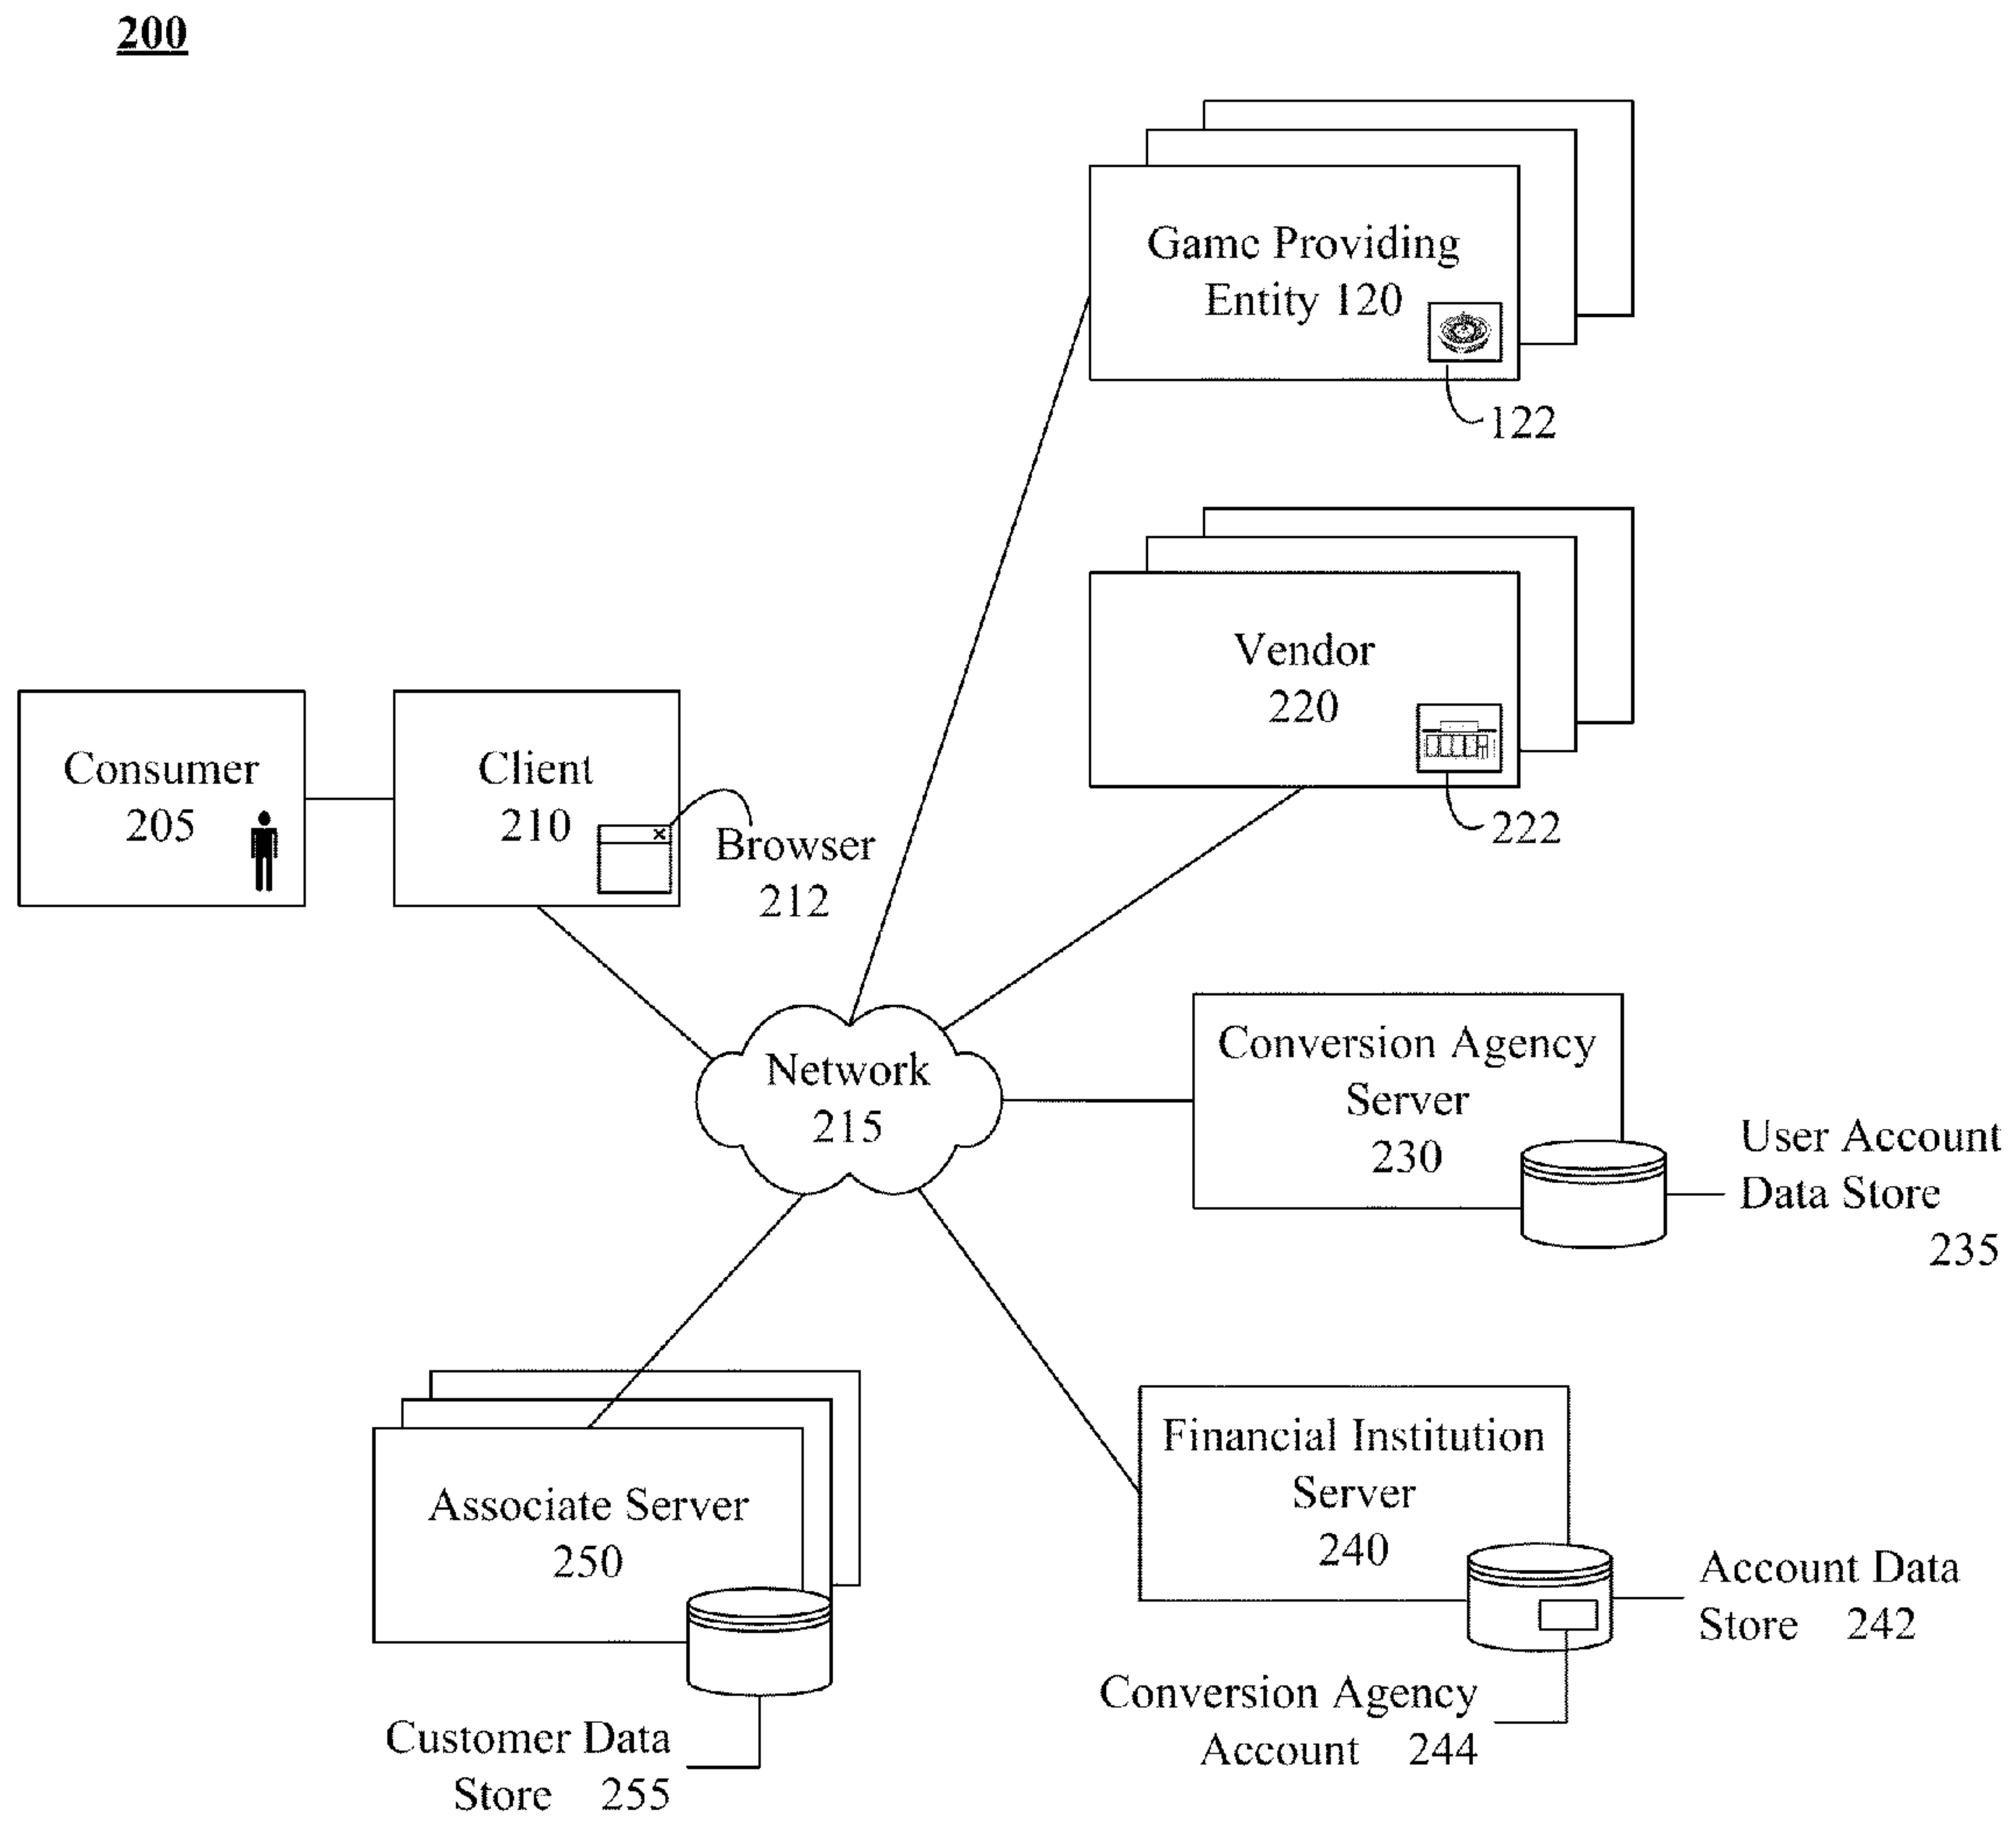 200
Game Providing
Entity 120
122
Vendor
220
222
Consumer
205
Client
210
Browser
212
Network
215
Conversion Agency
Server
230
User Account
Data Store
235
Associate Server
250
Customer Data
Store 255
Financial Institution
Server
240
Account Data
Store 242
Conversion Agency
Account 244